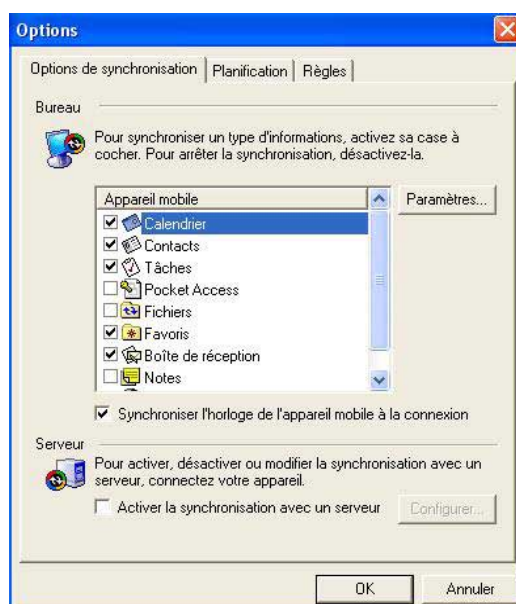 Options
Options de synchronisation
Planification
Règles
Bureau
Pour synchroniser un type d'informations, activez sa case à
cocher. Pour arrêter la synchronisation, désactivez-la.
Appareil mobile
Paramètres...
Calendrier
Contacts
Tâches
Pocket Access
Fichiers
Favoris
Boîte de réception
Notes
Synchroniser l'horloge de l'appareil mobile à la connexion
Serveur
Pour activer, désactiver ou modifier la synchronisation avec un
serveur, connectez votre appareil.
Activer la synchronisation avec un serveur
Configurer...
OK
Annuler